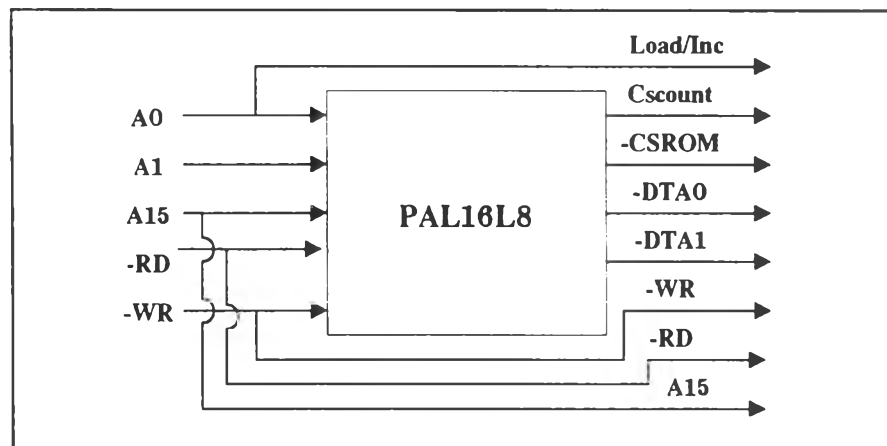 Load/Inc
A0
Cscount
A1
-CSROM
A15
PAL16L8
-DTA0
-RD
-DTA1
-WR
-WR
-RD
A15